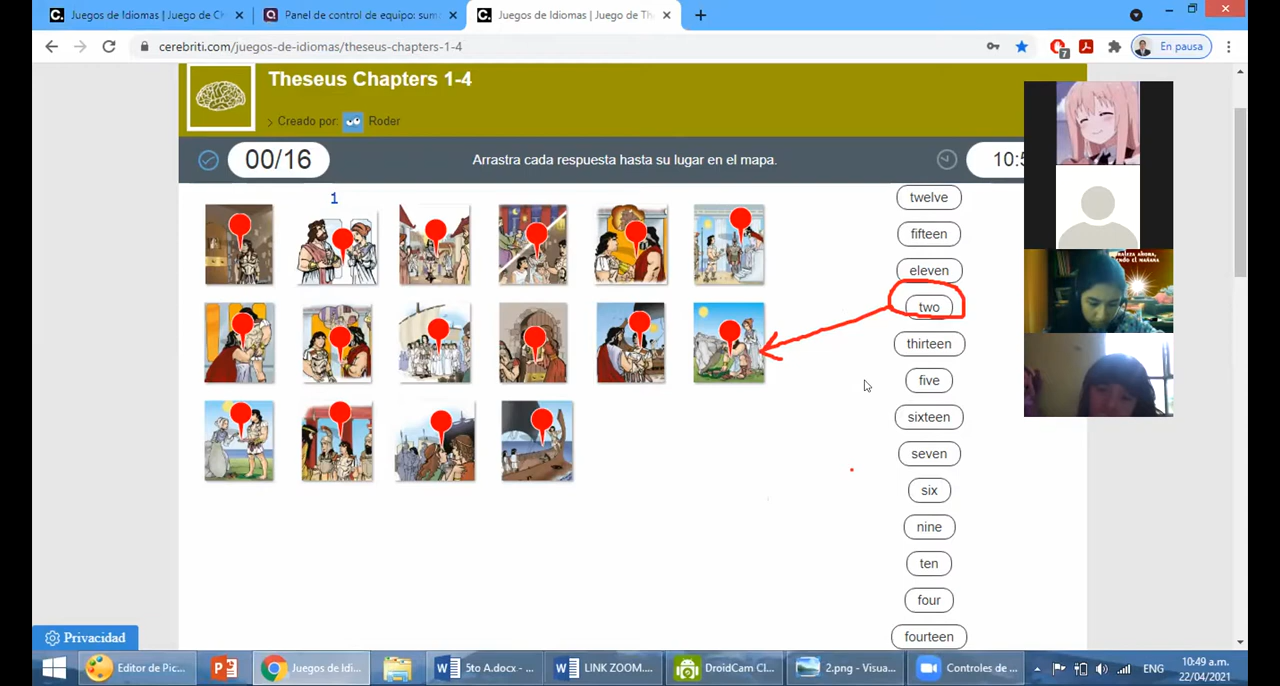 Juegos de Idiomas | Juego de Ch
Panel de control de equipo: sum
Juegos de Idiomas | Juego de Th
cerebriti.com/juegos-de-idiomas/theseus-chapters-1-4
7
En pausa
Theseus Chapters 1-4
Creado por:
Roder
00/16
Arrastra cada respuesta hasta su lugar en el mapa.
10:5
1
twelve
fifteen
eleven
two
thirteen
five
sixteen
seven
six
nine
ten
four
fourteen
Privacidad
Editor de Pic...
Juegos de Idi...
5to A.docx - ...
LINK ZOOM....
DroidCam Cl...
2.png - Visua...
Controles de ...
ENG
10:49 a.m.
22/04/2021